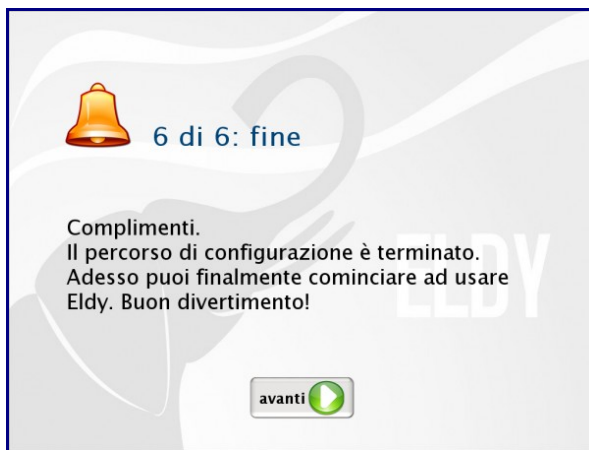 6 di 6: fine
Complimenti.
Il percorso di configurazione è terminato.
Adesso puoi finalmente cominciare ad usare
Eldy. Buon divertimento!
ELDY
avanti